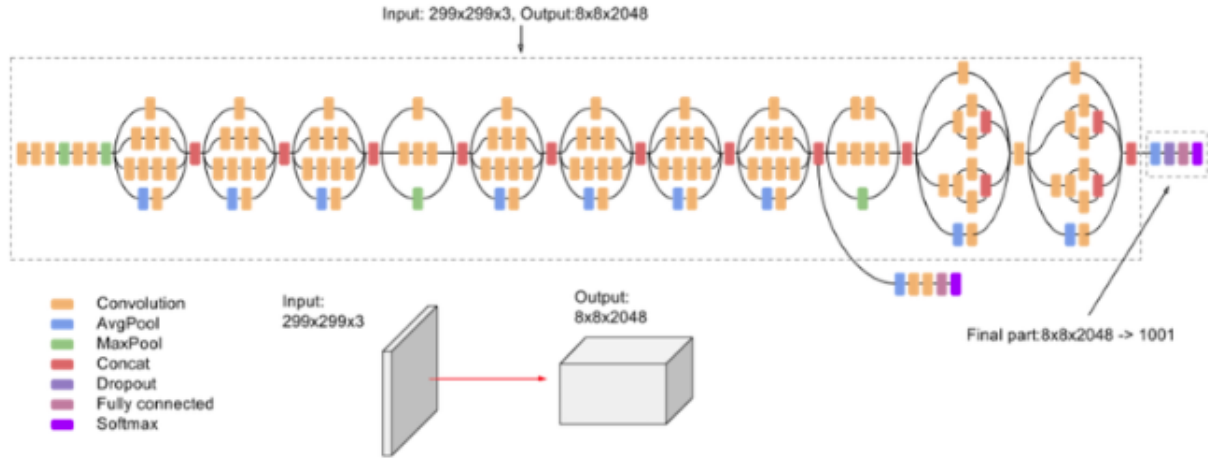 Input: 299x299x3, Output:8x8x2048
Convolution
AvgPool
MaxPool
Concat
Dropout
Fully connected
Softmax
Input:
299x299x3
Output:
8x8x2048
Final part:8x8x2048 -> 1001